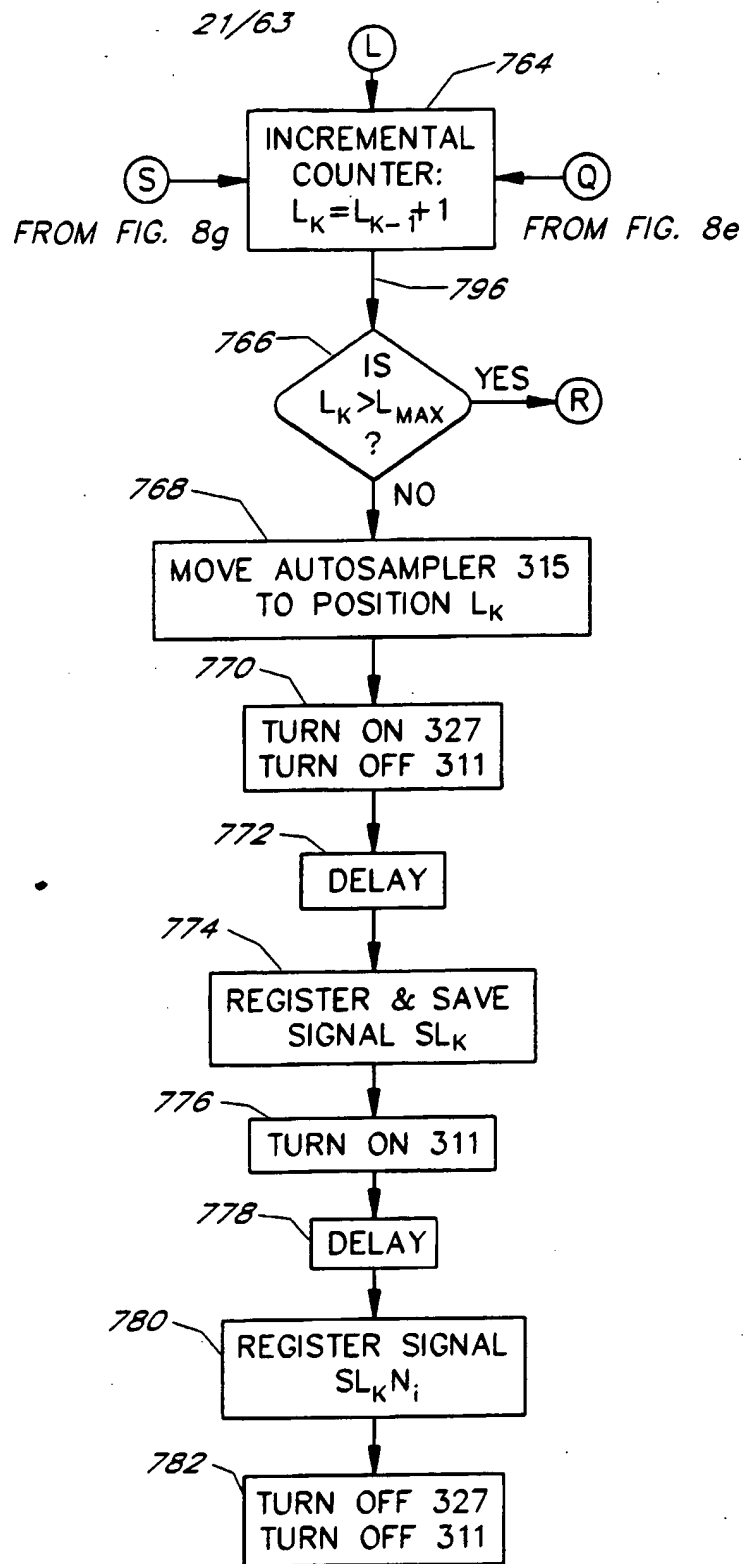 21/63
L
764
INCREMENTAL
COUNTER:
L_K=L_K-1+1
S
Q
FROM FIG. 8g
FROM FIG. 8e
796
766
IS
L_K>L_MAX
?
YES
R
NO
768
MOVE AUTOSAMPLER 315
TO POSITION L_K
770
TURN ON 327
TURN OFF 311
772
DELAY
774
REGISTER & SAVE
SIGNAL SL_K
776
TURN ON 311
778
DELAY
780
REGISTER SIGNAL
SL_KN_i
782
TURN OFF 327
TURN OFF 311